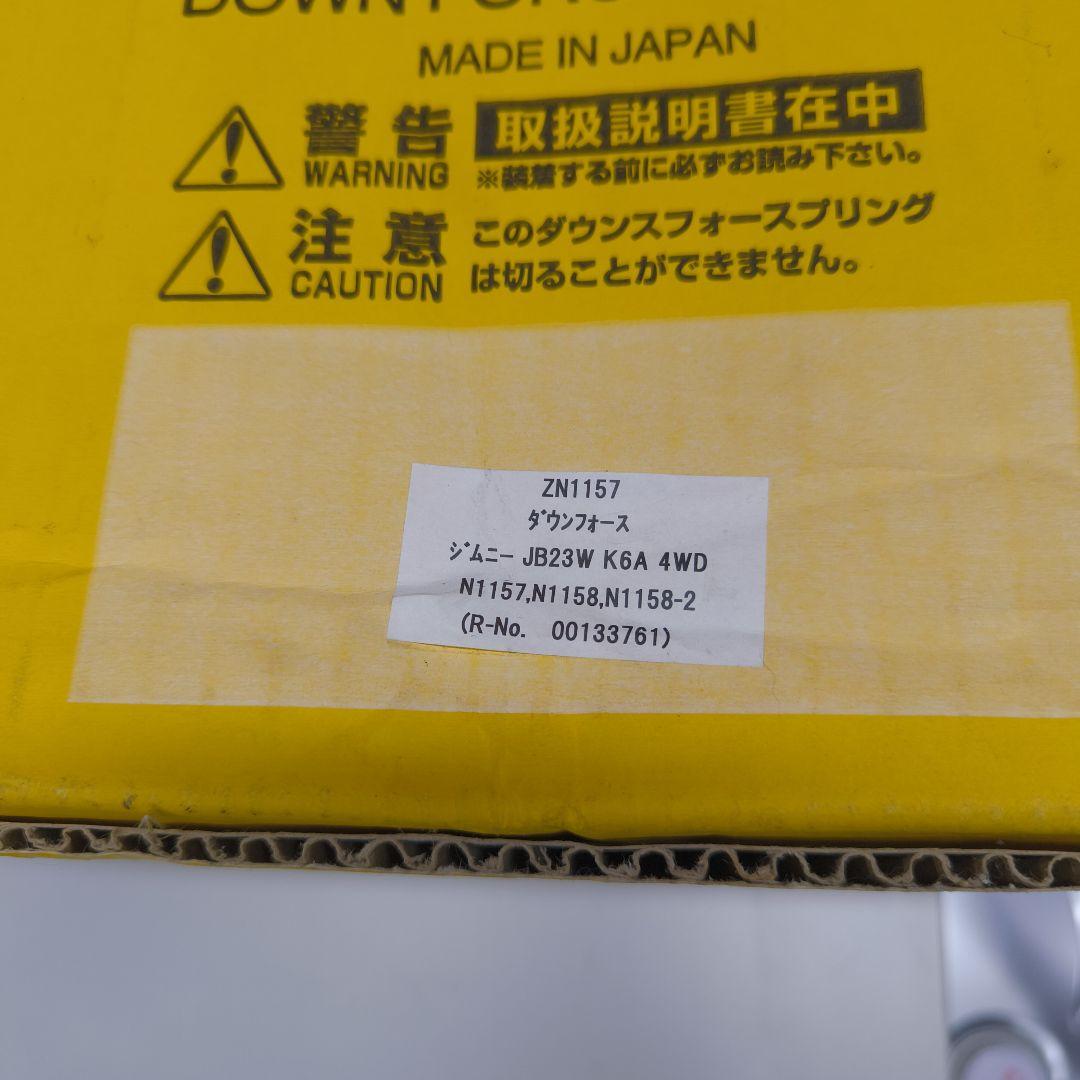 DOWN FORC
MADE IN JAPAN
警告 取扱説明書在中
WARNING ※装着する前に必ずお読み下さい。
注意 このダウンスフォースプリング
CAUTION は切ることができません。
ZN1157
ﾀﾞｳﾝﾌｫｰｽ
ｼﾞﾑﾆｰ JB23W K6A 4WD
N1157,N1158,N1158-2
(R-No. 00133761)